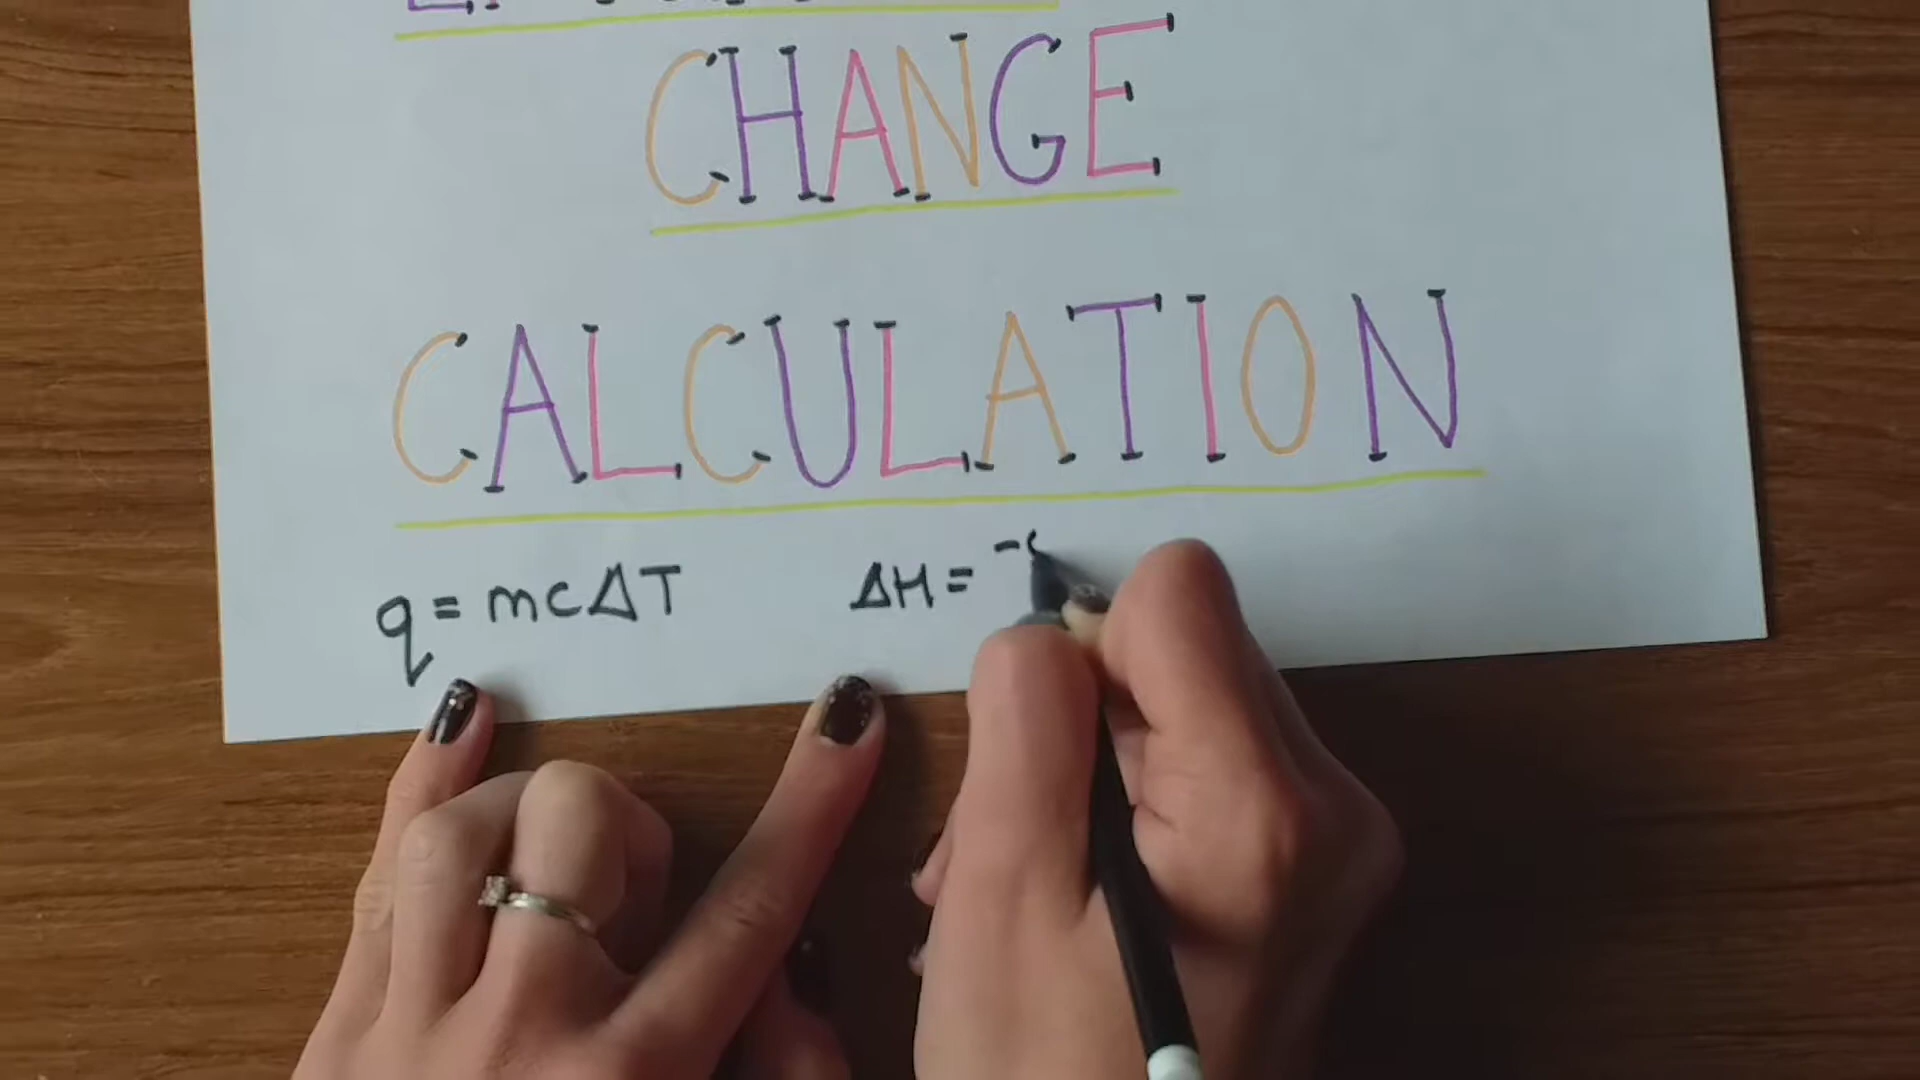 CHANGE
CALCULATION
q = mcΔT ΔH = -